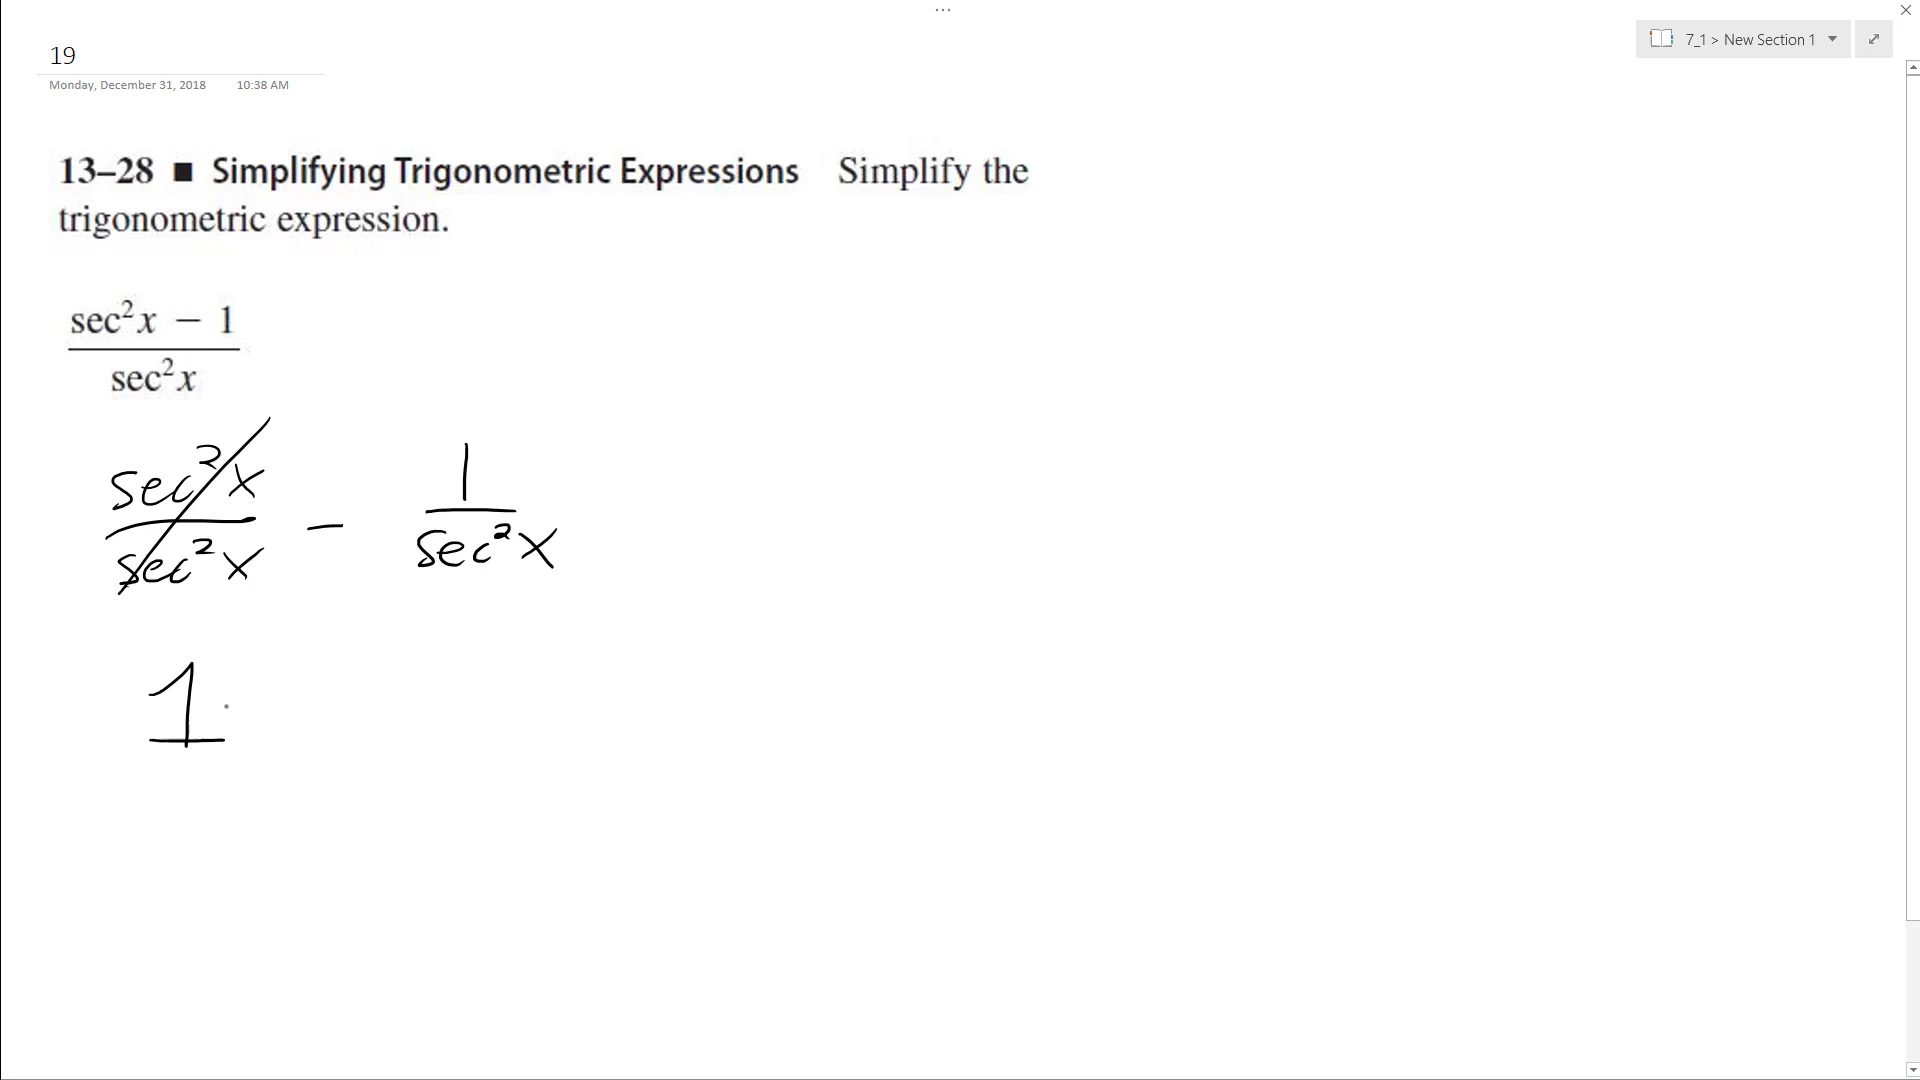 ...
19
7_1 > New Section 1
Monday, December 31, 2018 10:38 AM
13–28 ■ Simplifying Trigonometric Expressions Simplify the
trigonometric expression.
sec²x − 1
sec²x
sec²x − 1
sec²x sec²x
1